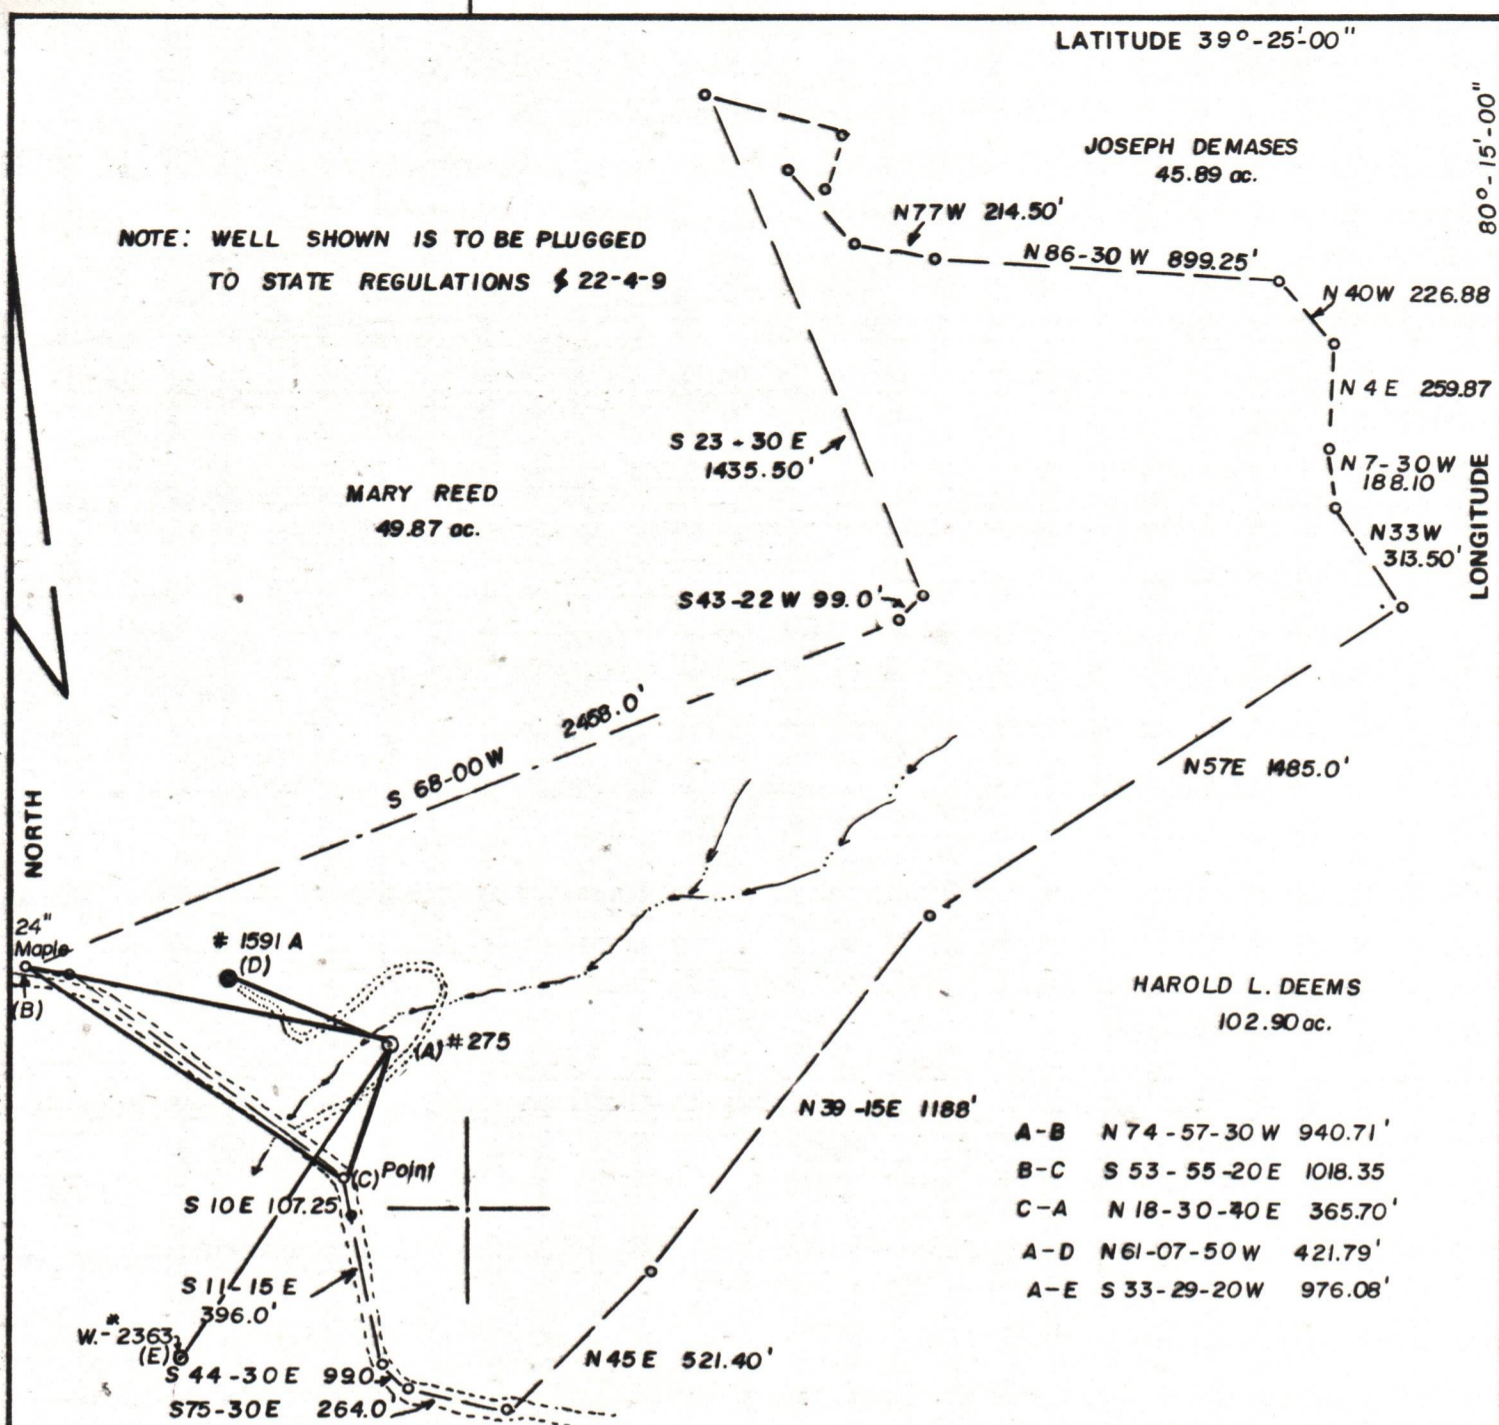 LATITUDE 39°-25'-00"
80°-15'-00"
JOSEPH DEMASES
45.89 ac.
N77W 214.50'
NOTE: WELL SHOWN IS TO BE PLUGGED
TO STATE REGULATIONS § 22-4-9
N86-30 W 899.25'
N 40W 226.88
N 4 E 259.87
S 23-30 E
1435.50'
N 7-30 W
188.10
LONGITUDE
MARY REED
49.87 ac.
N33W
313.50'
S43-22 W 99.0'
S 68-00 W 2458.0'
N57E 1485.0'
NORTH
24"
Maple
(B)
# 1591 A
(D)
(A) #275
HAROLD L. DEEMS
102.90 ac.
N39-15E 1188'
(C) Point
S 10E 107.25
A-B N 74-57-30 W 940.71'
B-C S 53-55-20 E 1018.35
C-A N 18-30-40 E 365.70'
A-D N61-07-50 W 421.79'
A-E S 33-29-20W 976.08'
S 11-15 E
396.0'
W.-#2363
(E)
S 44-30 E 99.0
N45 E 521.40'
S75-30 E 264.0